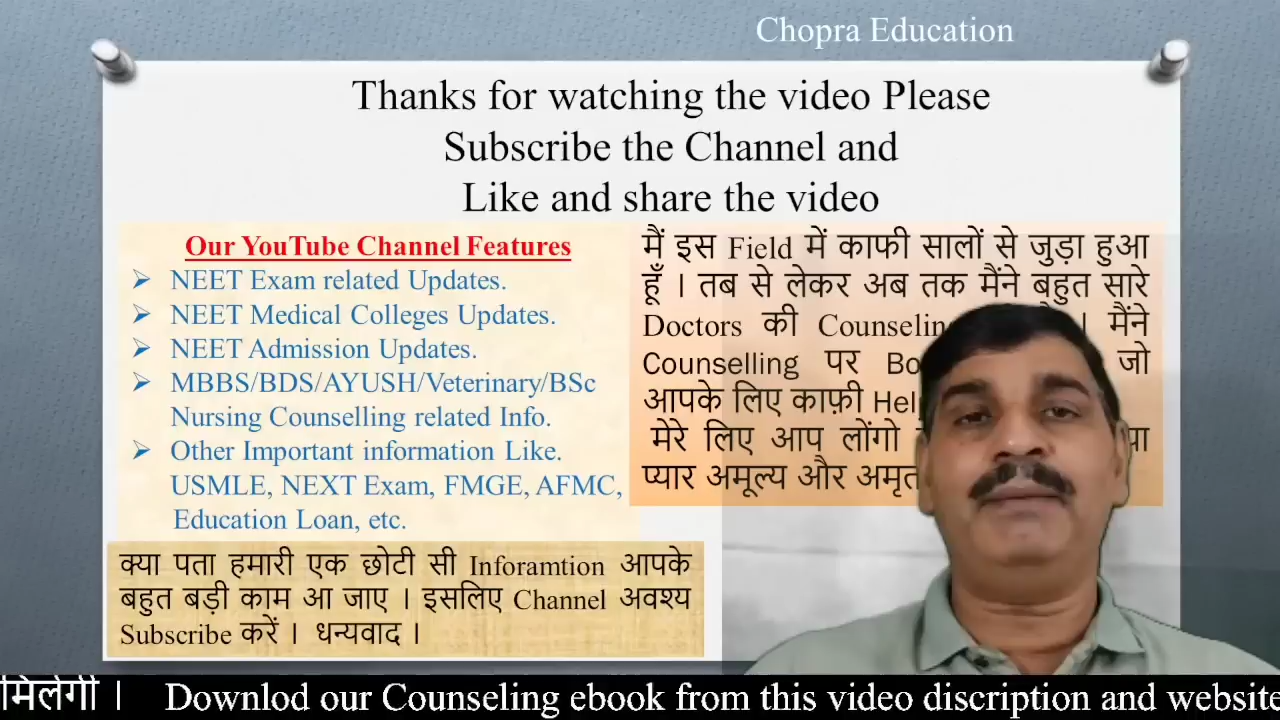 Chopra Education
Thanks for watching the video Please
Subscribe the Channel and
Like and share the video
Our YouTube Channel Features
➢ NEET Exam related Updates.
➢ NEET Medical Colleges Updates.
➢ NEET Admission Updates.
➢ MBBS/BDS/AYUSH/Veterinary/BSc
Nursing Counselling related Info.
➢ Other Important information Like.
USMLE, NEXT Exam, FMGE, AFMC,
Education Loan, etc.
मैं इस Field में काफी सालों से जुड़ा हुआ
हूँ । तब से लेकर अब तक मैंने बहुत सारे
Doctors की । मैंने
Counselling पर जो
आपके लिए काफ़ी
मेरे लिए आप लोंगो
प्यार अमूल्य और
क्या पता हमारी एक छोटी सी Inforamtion आपके
बहुत बड़ी काम आ जाए । इसलिए Channel अवश्य
Subscribe करें । धन्यवाद ।
मिलेगी । Downlod our Counseling ebook from this video discription and website